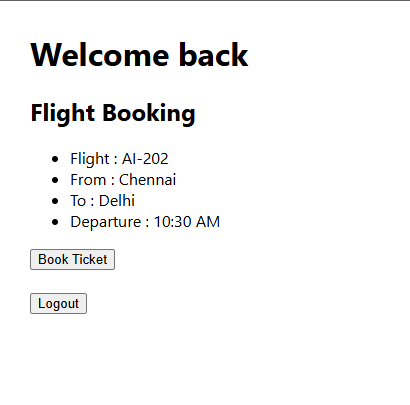 Welcome back
Flight Booking
Flight : AI-202
From : Chennai
To : Delhi
Departure : 10:30 AM
Book Ticket
Logout